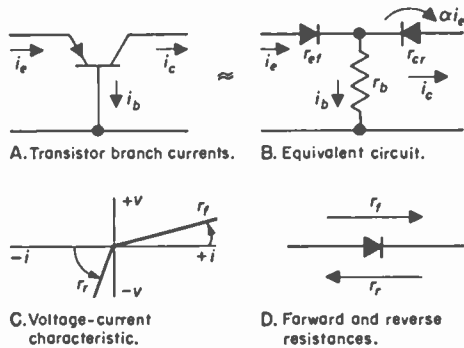 i_e i_c ≈ i_e r_ef r_cr αi_e
i_b i_b r_b i_c
A. Transistor branch currents. B. Equivalent circuit.
+v r_f r_f
-i +i
r_r -v r_r
C. Voltage-current D. Forward and reverse
characteristic. resistances.